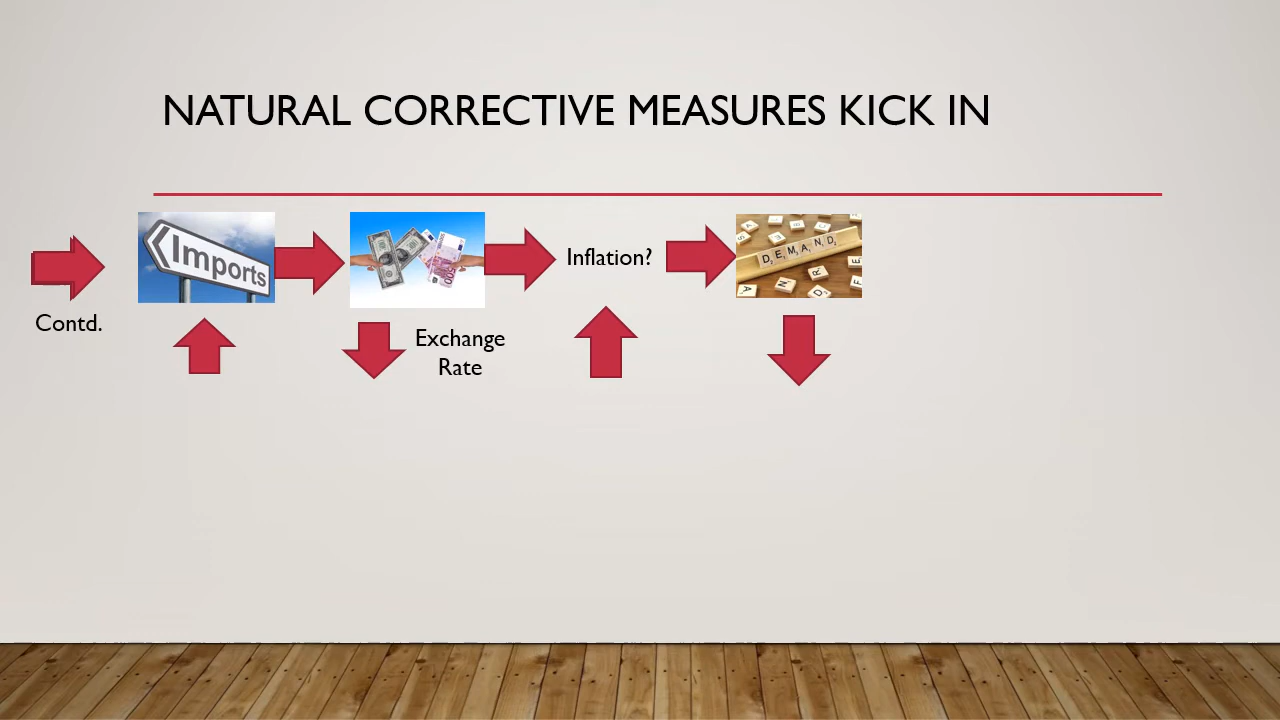 NATURAL CORRECTIVE MEASURES KICK IN
Imports
Inflation?
DEMAND
Contd.
Exchange
Rate